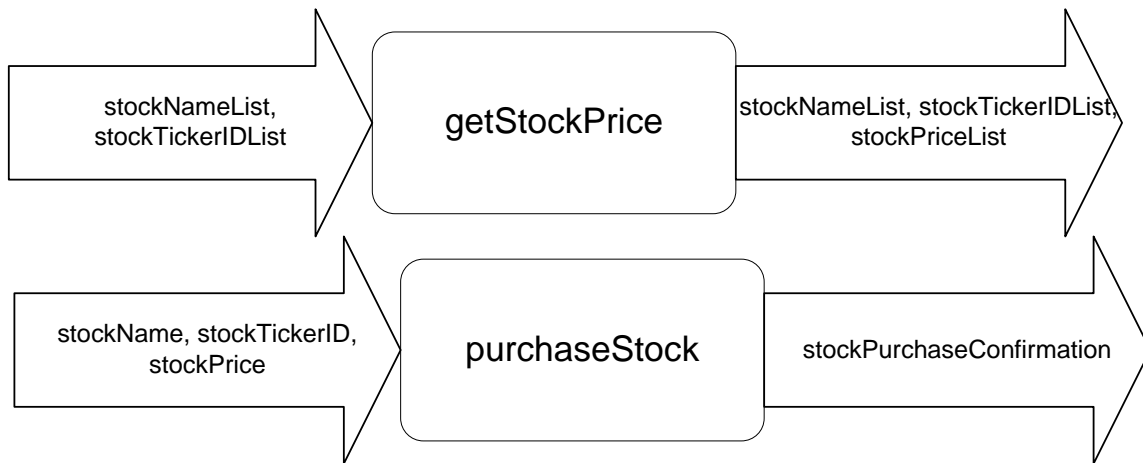 stockNameList,
stockTickerIDList
getStockPrice
stockNameList, stockTickerIDList,
stockPriceList
stockName, stockTickerID,
stockPrice
purchaseStock
stockPurchaseConfirmation